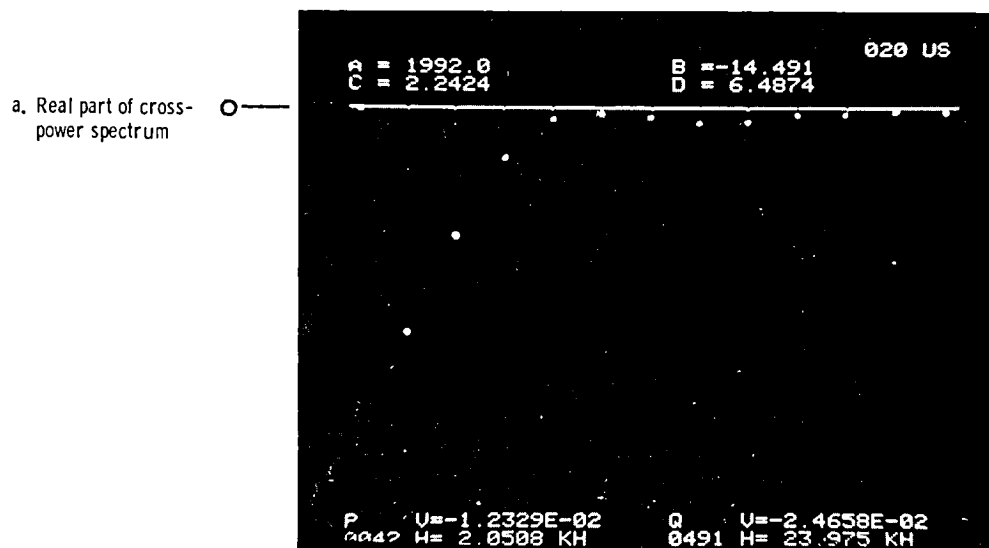 020 US
A = 1992.0 B =-14.491
C = 2.2424 D = 6.4874
a. Real part of cross-
power spectrum
P V=-1.2329E-02 Q V=-2.4658E-02
0042 H= 2.0508 KH 0491 H= 23.975 KH